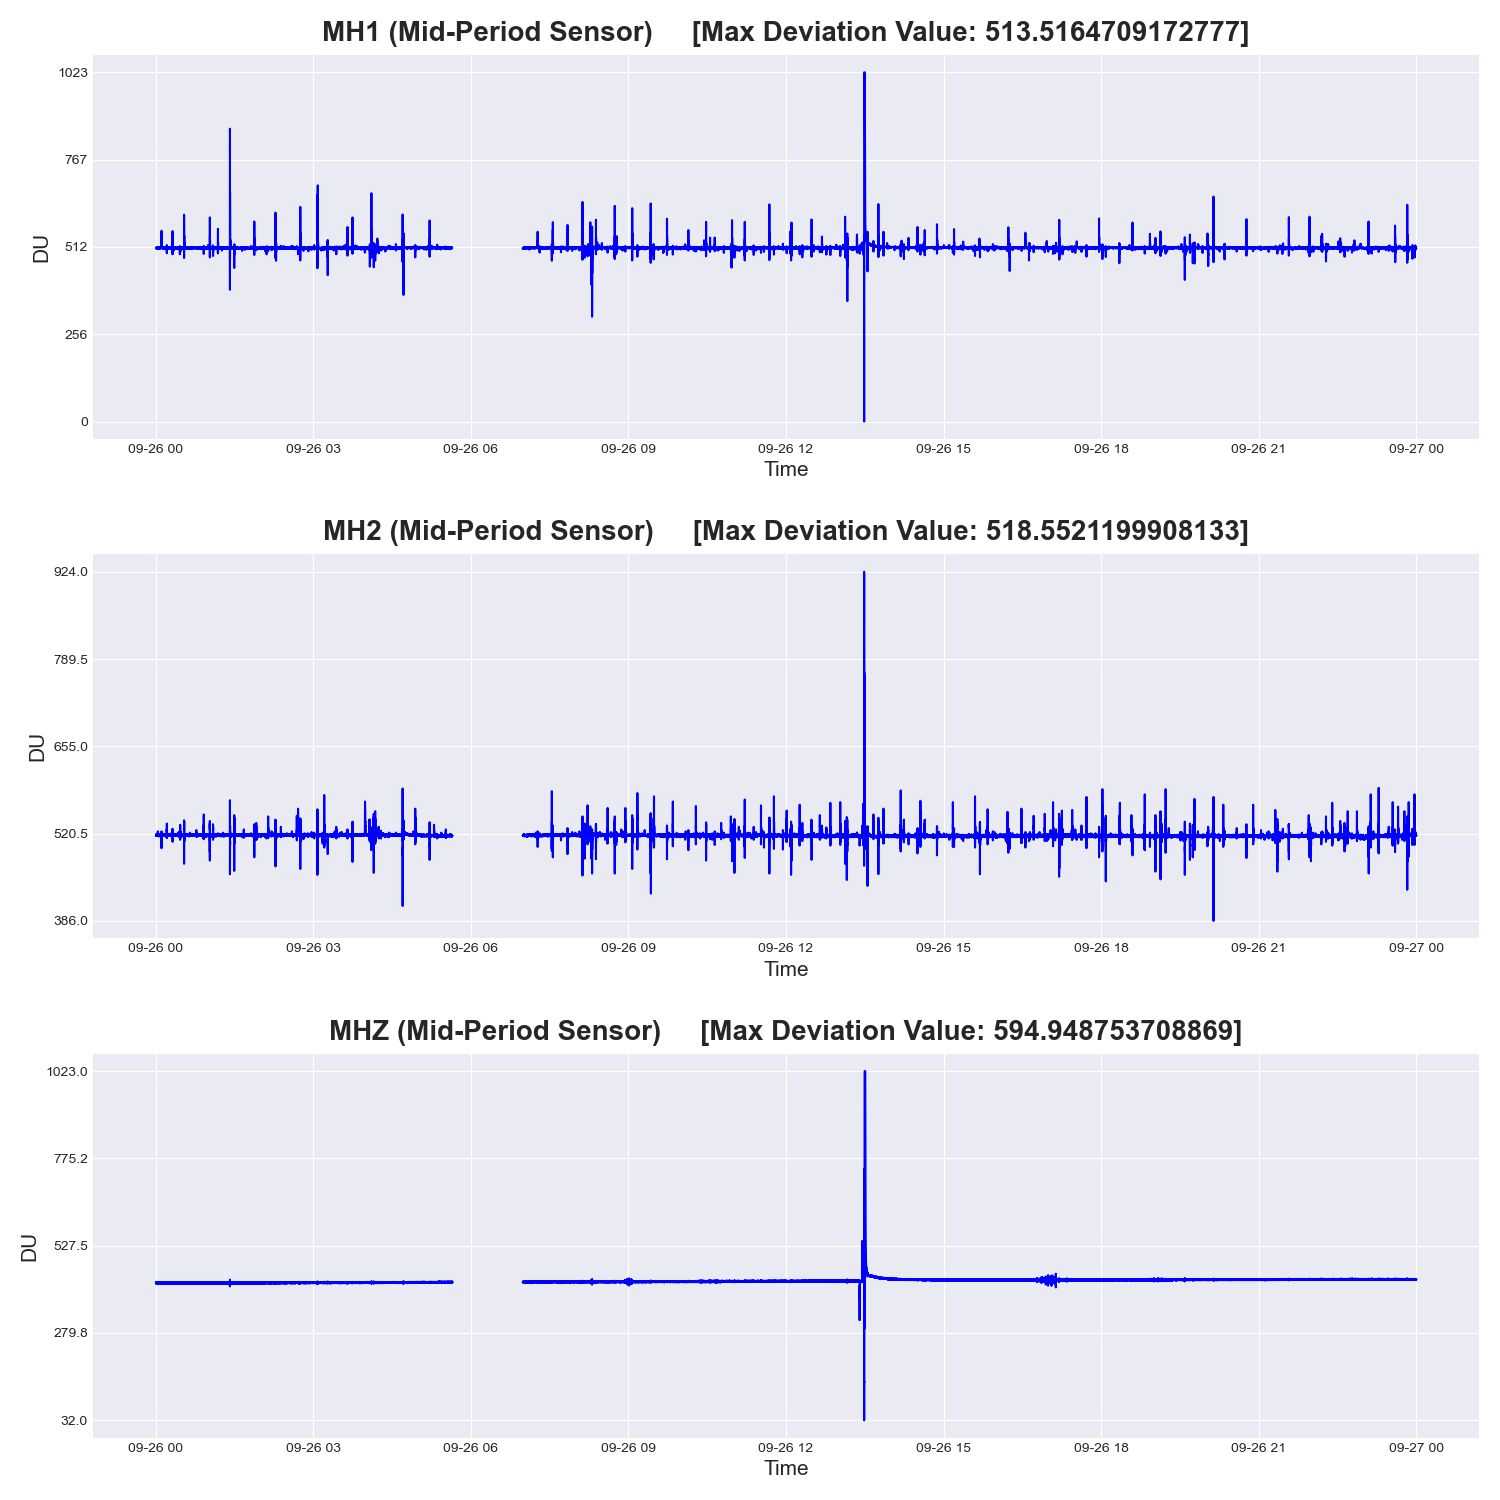 MH1 (Mid-Period Sensor) [Max Deviation Value: 513.5164709172777]
1023
767
512
256
0
DU
09-26 00 09-26 03 09-26 06 09-26 09 09-26 12 09-26 15 09-26 18 09-26 21 09-27 00
Time
MH2 (Mid-Period Sensor) [Max Deviation Value: 518.5521199908133]
924.0
789.5
655.0
520.5
386.0
DU
09-26 00 09-26 03 09-26 06 09-26 09 09-26 12 09-26 15 09-26 18 09-26 21 09-27 00
Time
MHZ (Mid-Period Sensor) [Max Deviation Value: 594.948753708869]
1023.0
775.2
527.5
279.8
32.0
DU
09-26 00 09-26 03 09-26 06 09-26 09 09-26 12 09-26 15 09-26 18 09-26 21 09-27 00
Time